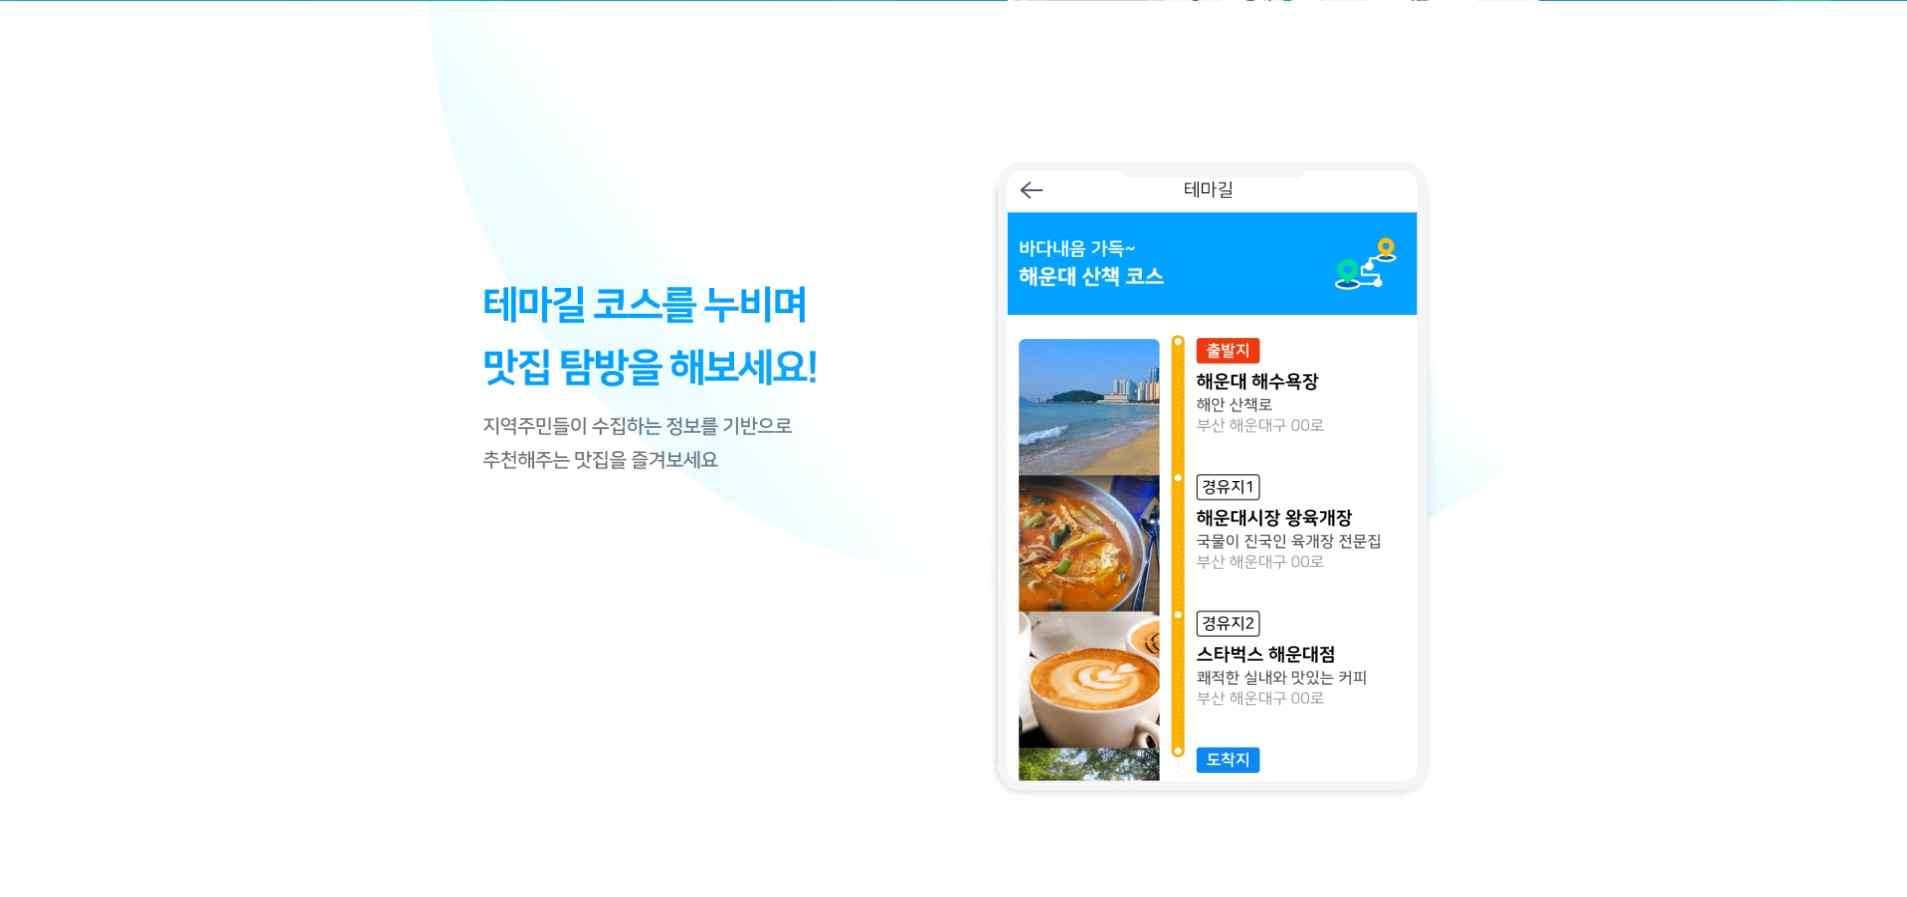 테마길 코스를 누비며
맛집 탐방을 해보세요!
지역주민들이 수집하는 정보를 기반으로
추천해주는 맛집을 즐겨보세요
테마길
바다내음 가득~
해운대 산책 코스
출발지
해운대 해수욕장
해안 산책로
부산 해운대구 00로
경유지1
해운대시장 왕육개장
국물이 진국인 육개장 전문집
부산 해운대구 00로
경유지2
스타벅스 해운대점
쾌적한 실내와 맛있는 커피
부산 해운대구 00로
도착지